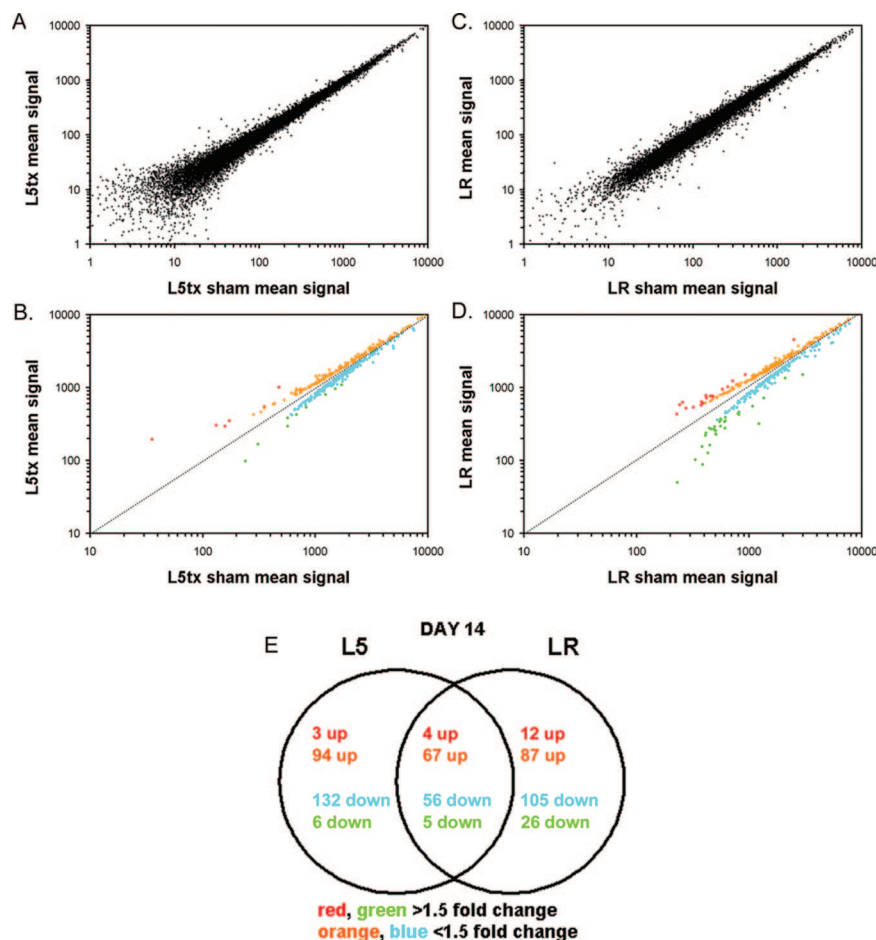 A
10000
1000
100
10
1
L5tx mean signal
1 10 100 1000 10000
L5tx sham mean signal
C.
10000
1000
100
10
1
LR mean signal
1 10 100 1000 10000
LR sham mean signal
B.
10000
1000
100
10
L5tx mean signal
10 100 1000 10000
L5tx sham mean signal
D.
10000
1000
100
10
LR mean signal
10 100 1000 10000
LR sham mean signal
E
DAY 14
L5 LR
3 up 4 up 12 up
94 up 67 up 87 up
132 down 56 down 105 down
6 down 5 down 26 down
red, green >1.5 fold change
orange, blue <1.5 fold change